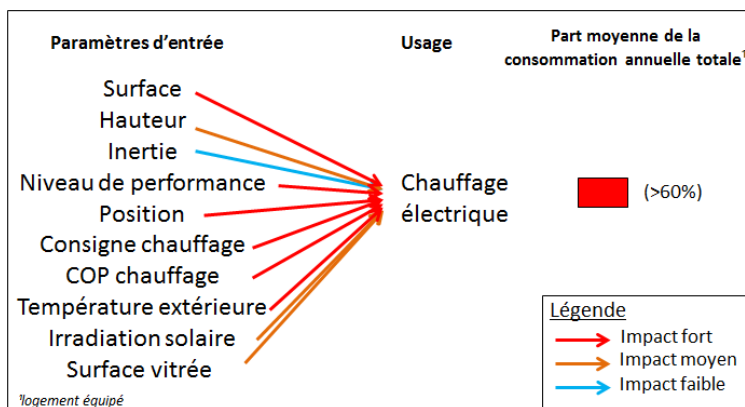 Paramètres d'entrée
Usage
Part moyenne de la
consommation annuelle totale¹
Surface
Hauteur
Inertie
Niveau de performance
Position
Consigne chauffage
COP chauffage
Température extérieure
Irradiation solaire
Surface vitrée
Chauffage
électrique
(>60%)
Légende
Impact fort
Impact moyen
Impact faible
¹logement équipé